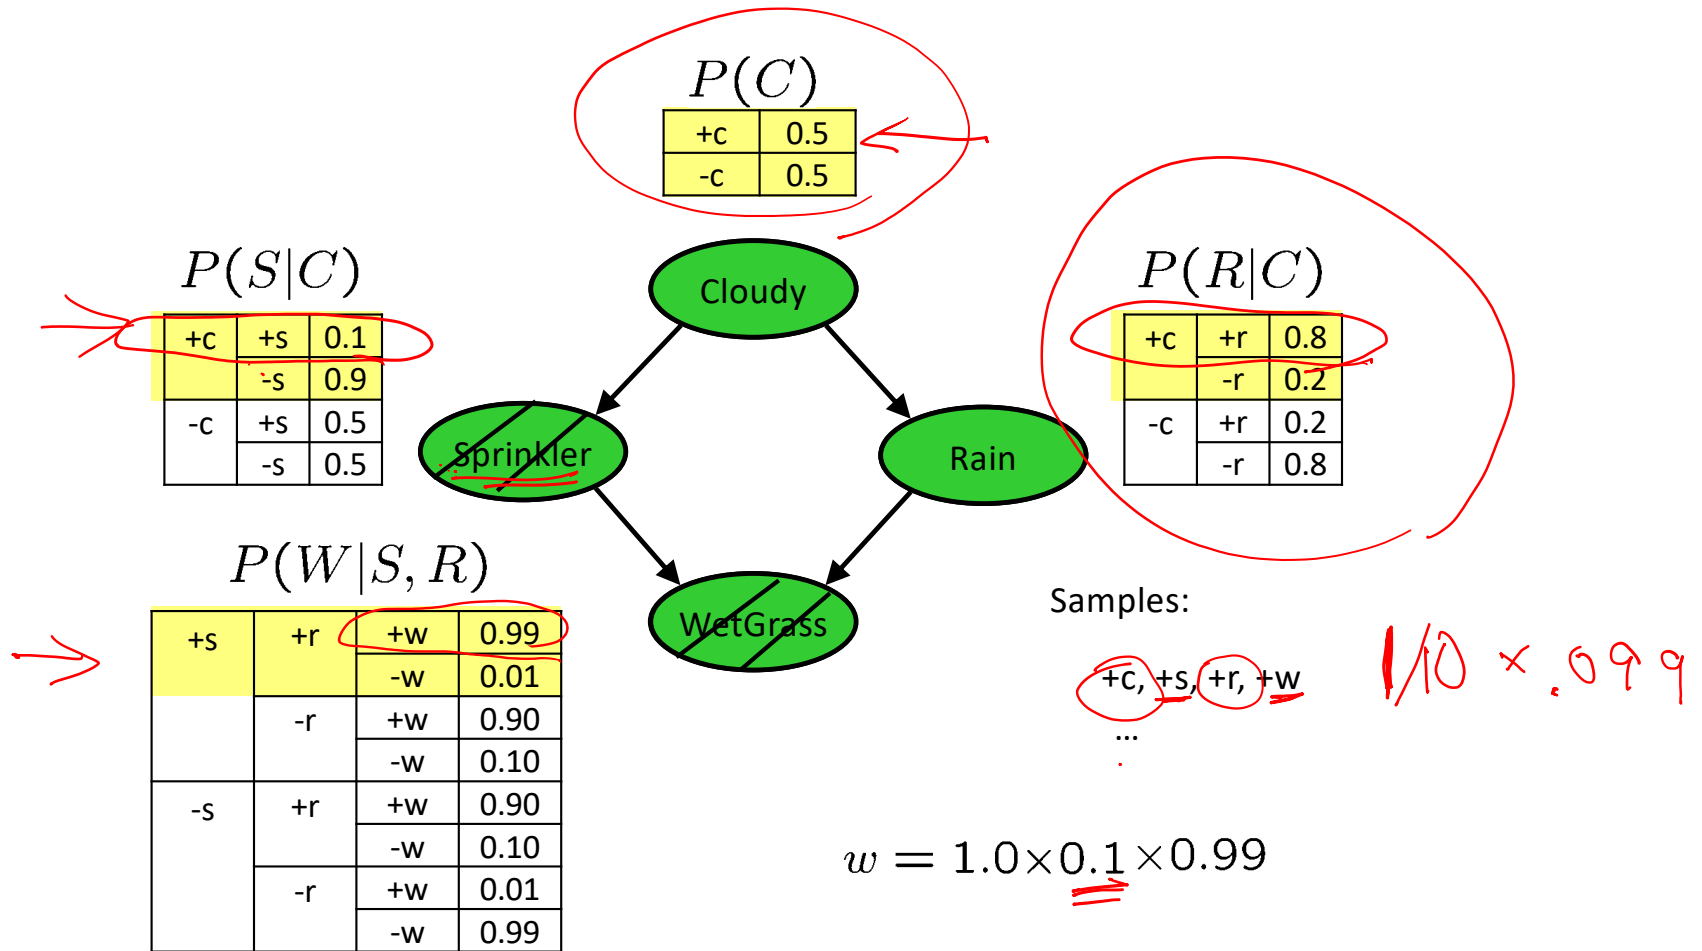 P(C)
+c 0.5
-c 0.5
Cloudy
P(S|C)
+c +s 0.1
-s 0.9
-c +s 0.5
-s 0.5
P(R|C)
+c +r 0.8
-r 0.2
-c +r 0.2
-r 0.8
Sprinkler
Rain
P(W|S, R)
+s +r +w 0.99
-w 0.01
-r +w 0.90
-w 0.10
-s +r +w 0.90
-w 0.10
-r +w 0.01
-w 0.99
WetGrass
Samples:
+c, +s, +r, +w 1/10 × .099
...
w = 1.0×0.1×0.99